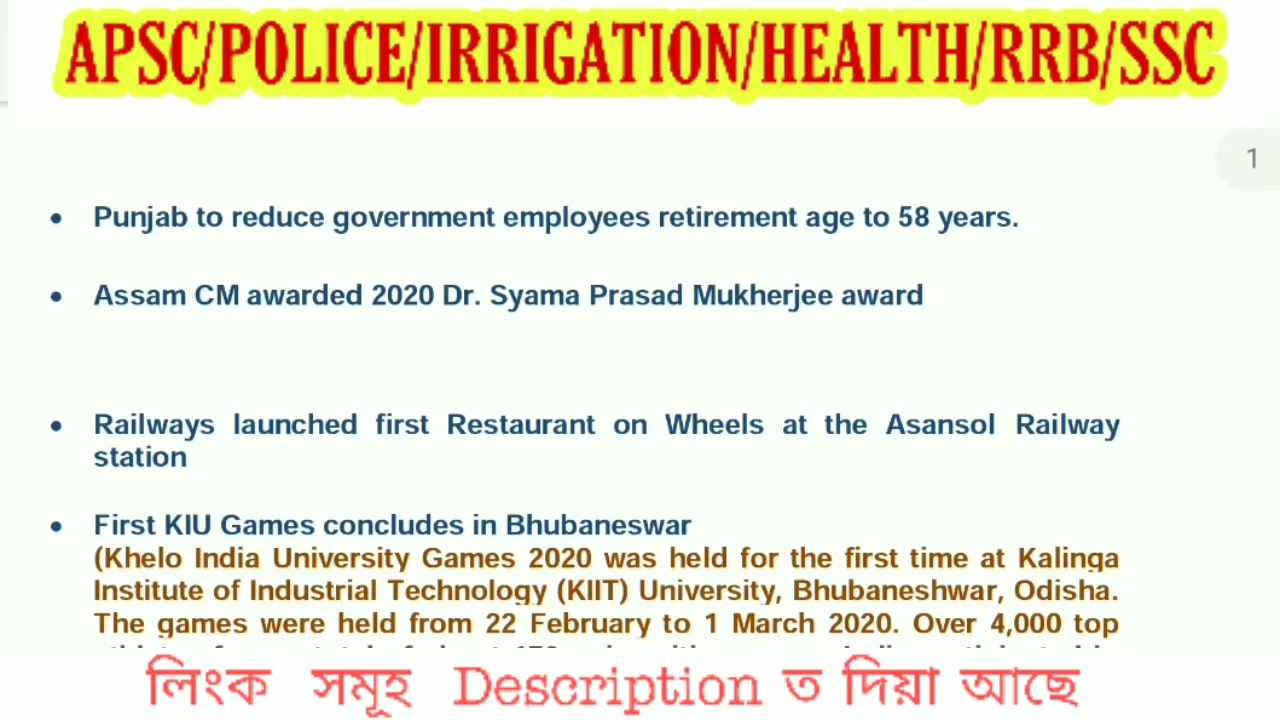 APSC/POLICE/IRRIGATION/HEALTH/RRB/SSC
1
• Punjab to reduce government employees retirement age to 58 years.
• Assam CM awarded 2020 Dr. Syama Prasad Mukherjee award
• Railways launched first Restaurant on Wheels at the Asansol Railway
station
• First KIU Games concludes in Bhubaneswar
(Khelo India University Games 2020 was held for the first time at Kalinga
Institute of Industrial Technology (KIIT) University, Bhubaneshwar, Odisha.
The games were held from 22 February to 1 March 2020. Over 4,000 top
লিংক সমূহ Description ত দিয়া আছে